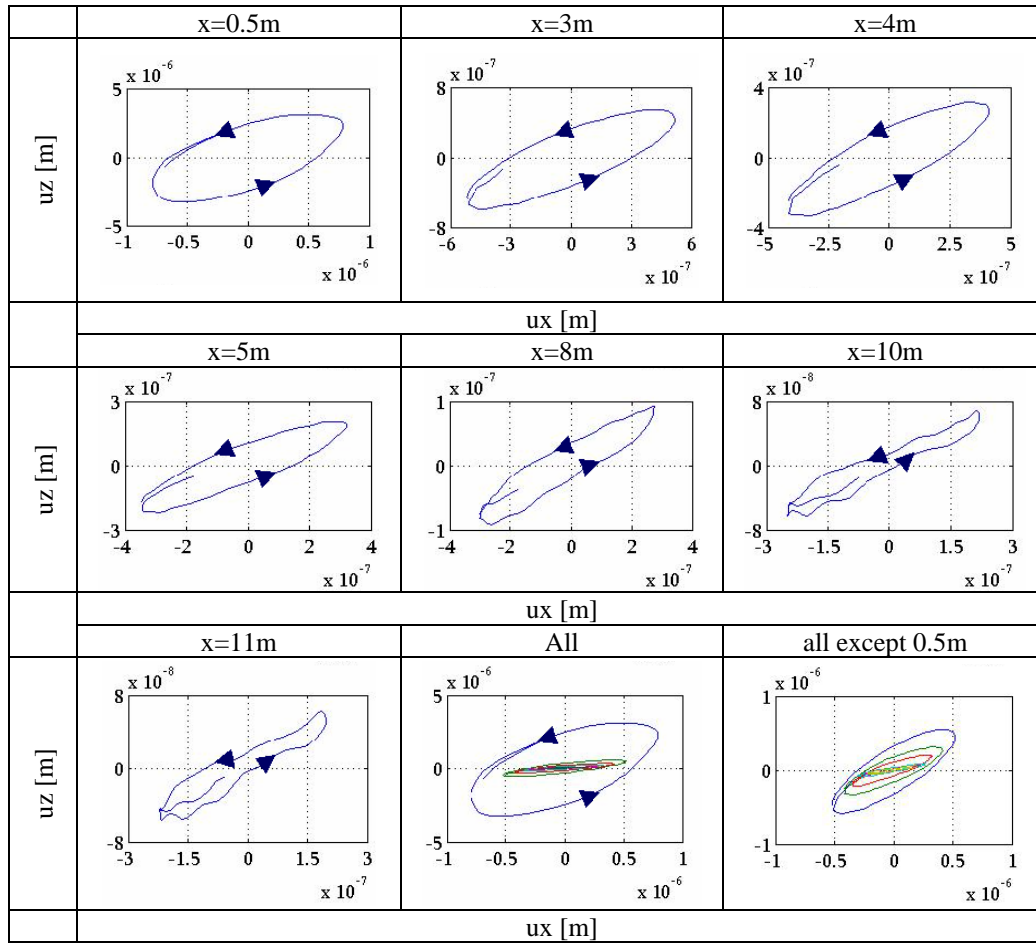 x=0.5m x=3m x=4m
uz [m]
x 10-6
5
0
-5
-1 -0.5 0 0.5 1
x 10-6
x 10-7
8
0
-8
-6 -3 0 3 6
x 10-7
x 10-7
4
0
-4
-5 -2.5 0 2.5 5
x 10-7
ux [m]
x=5m x=8m x=10m
uz [m]
x 10-7
3
0
-3
-4 -2 0 2 4
x 10-7
x 10-7
1
0
-1
-4 -2 0 2 4
x 10-7
x 10-8
8
0
-8
-3 -1.5 0 1.5 3
x 10-7
ux [m]
x=11m All all except 0.5m
uz [m]
x 10-8
8
0
-8
-3 -1.5 0 1.5 3
x 10-7
x 10-6
5
0
-5
-1 -0.5 0 0.5 1
x 10-6
x 10-6
1
0
-1
-1 -0.5 0 0.5 1
x 10-6
ux [m]